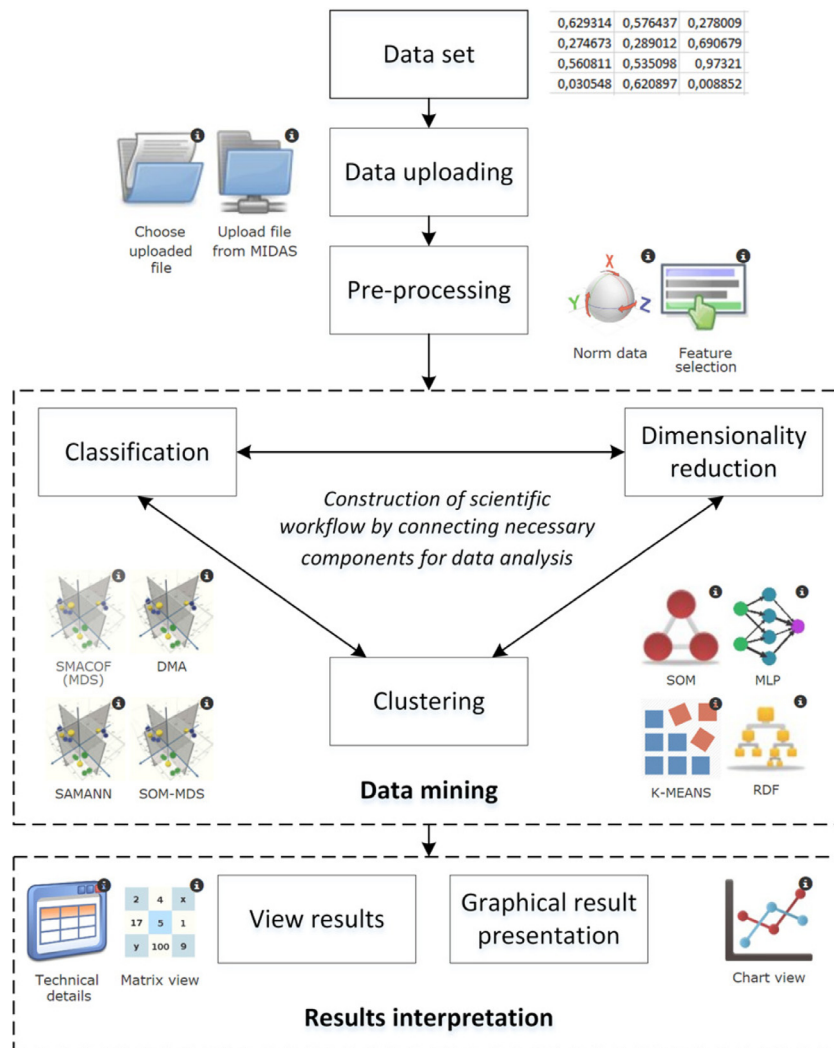 Data set
0,629314 0,576437 0,278009
0,274673 0,289012 0,690679
0,560811 0,535098 0,97321
0,030548 0,620897 0,008852
Data uploading
Choose
uploaded
file
Upload file
from MIDAS
Pre-processing
X
Y
Z
Norm data
Feature
selection
Classification
Dimensionality
reduction
Construction of scientific
workflow by connecting necessary
components for data analysis
SMACOF
(MDS)
DMA
SAMANN
SOM-MDS
Clustering
SOM
MLP
K-MEANS
RDF
Data mining
Technical
details
2 4 x
17 5 1
y 100 9
Matrix view
View results
Graphical result
presentation
Chart view
Results interpretation